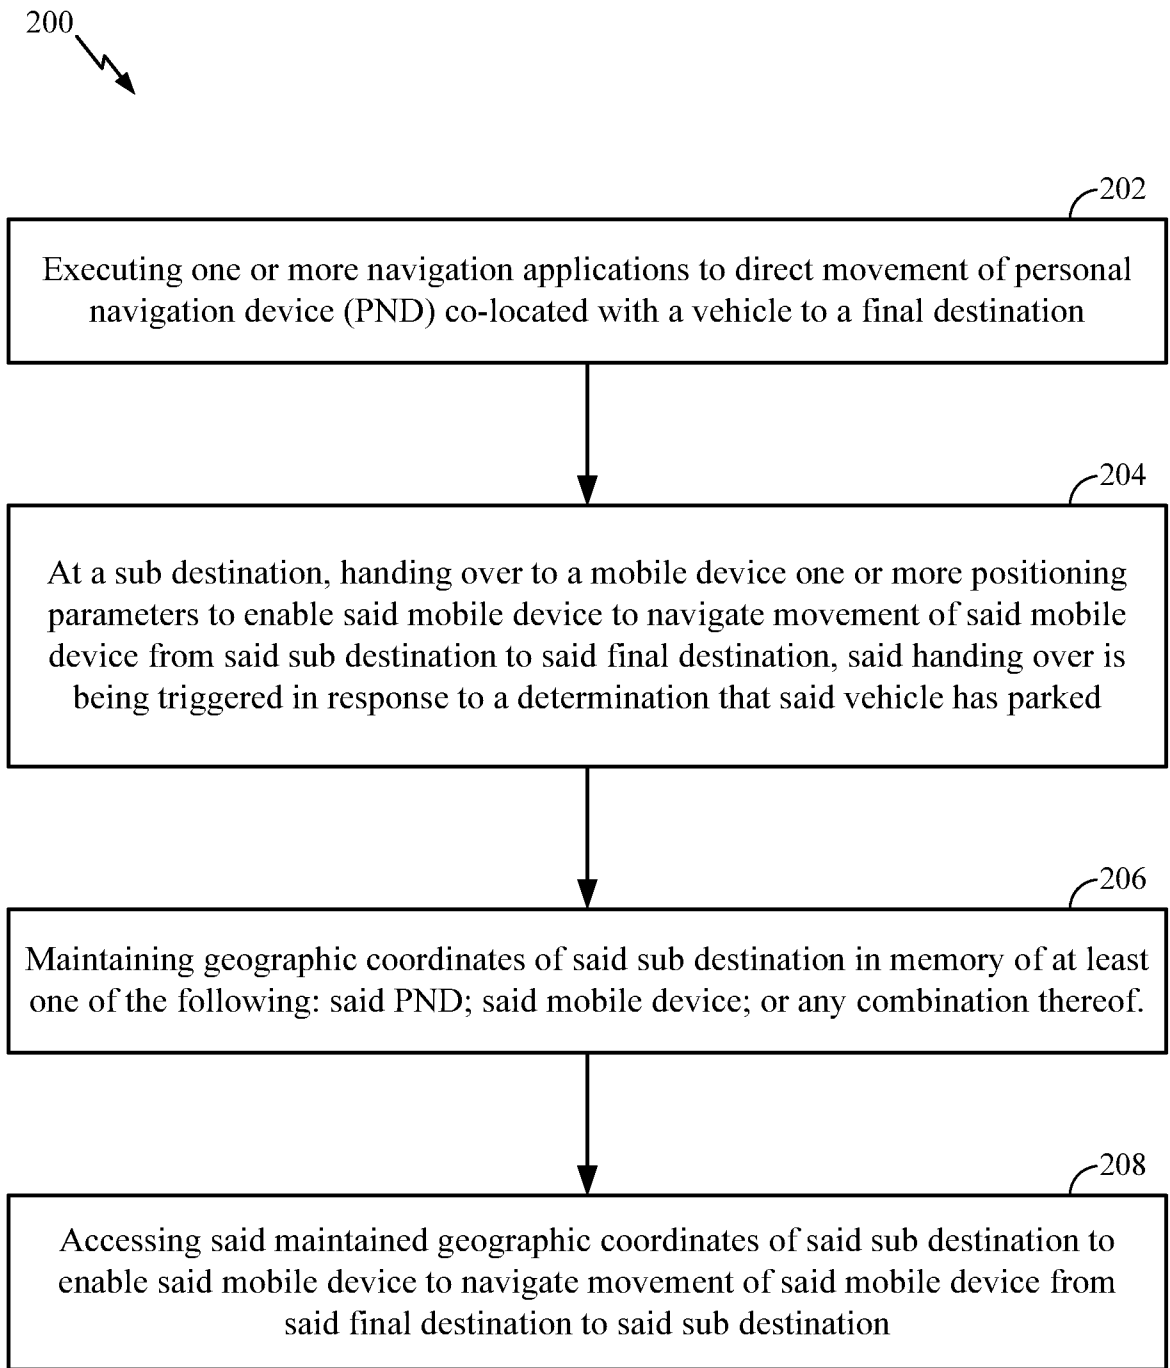 200
202
Executing one or more navigation applications to direct movement of personal
navigation device (PND) co-located with a vehicle to a final destination
204
At a sub destination, handing over to a mobile device one or more positioning
parameters to enable said mobile device to navigate movement of said mobile
device from said sub destination to said final destination, said handing over is
being triggered in response to a determination that said vehicle has parked
206
Maintaining geographic coordinates of said sub destination in memory of at least
one of the following: said PND; said mobile device; or any combination thereof.
208
Accessing said maintained geographic coordinates of said sub destination to
enable said mobile device to navigate movement of said mobile device from
said final destination to said sub destination